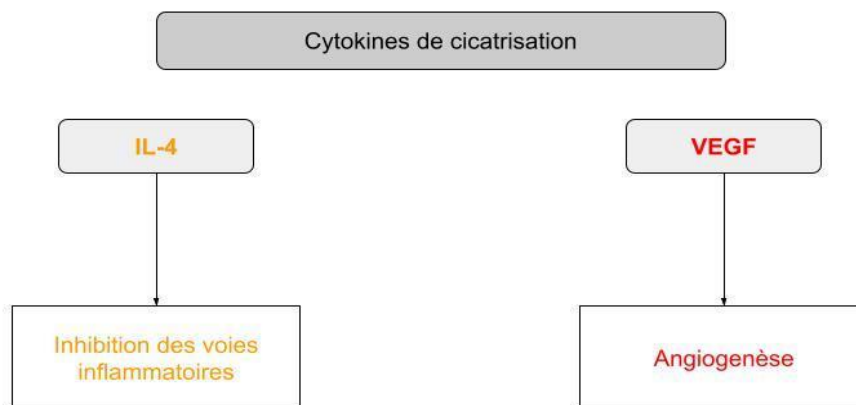 Cytokines de cicatrisation
IL-4
VEGF
Inhibition des voies
inflammatoires
Angiogenèse